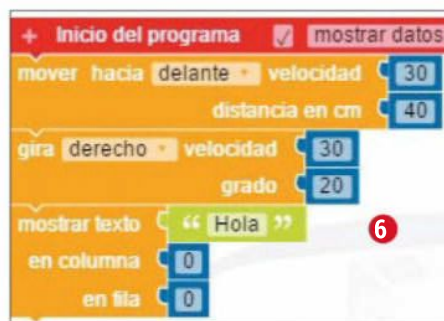 + Inicio del programa mostrar datos
mover hacia delante velocidad 30
distancia en cm 40
gira derecho velocidad 30
grado 20
mostrar texto “ Hola ”
6
en columna 0
en fila 0